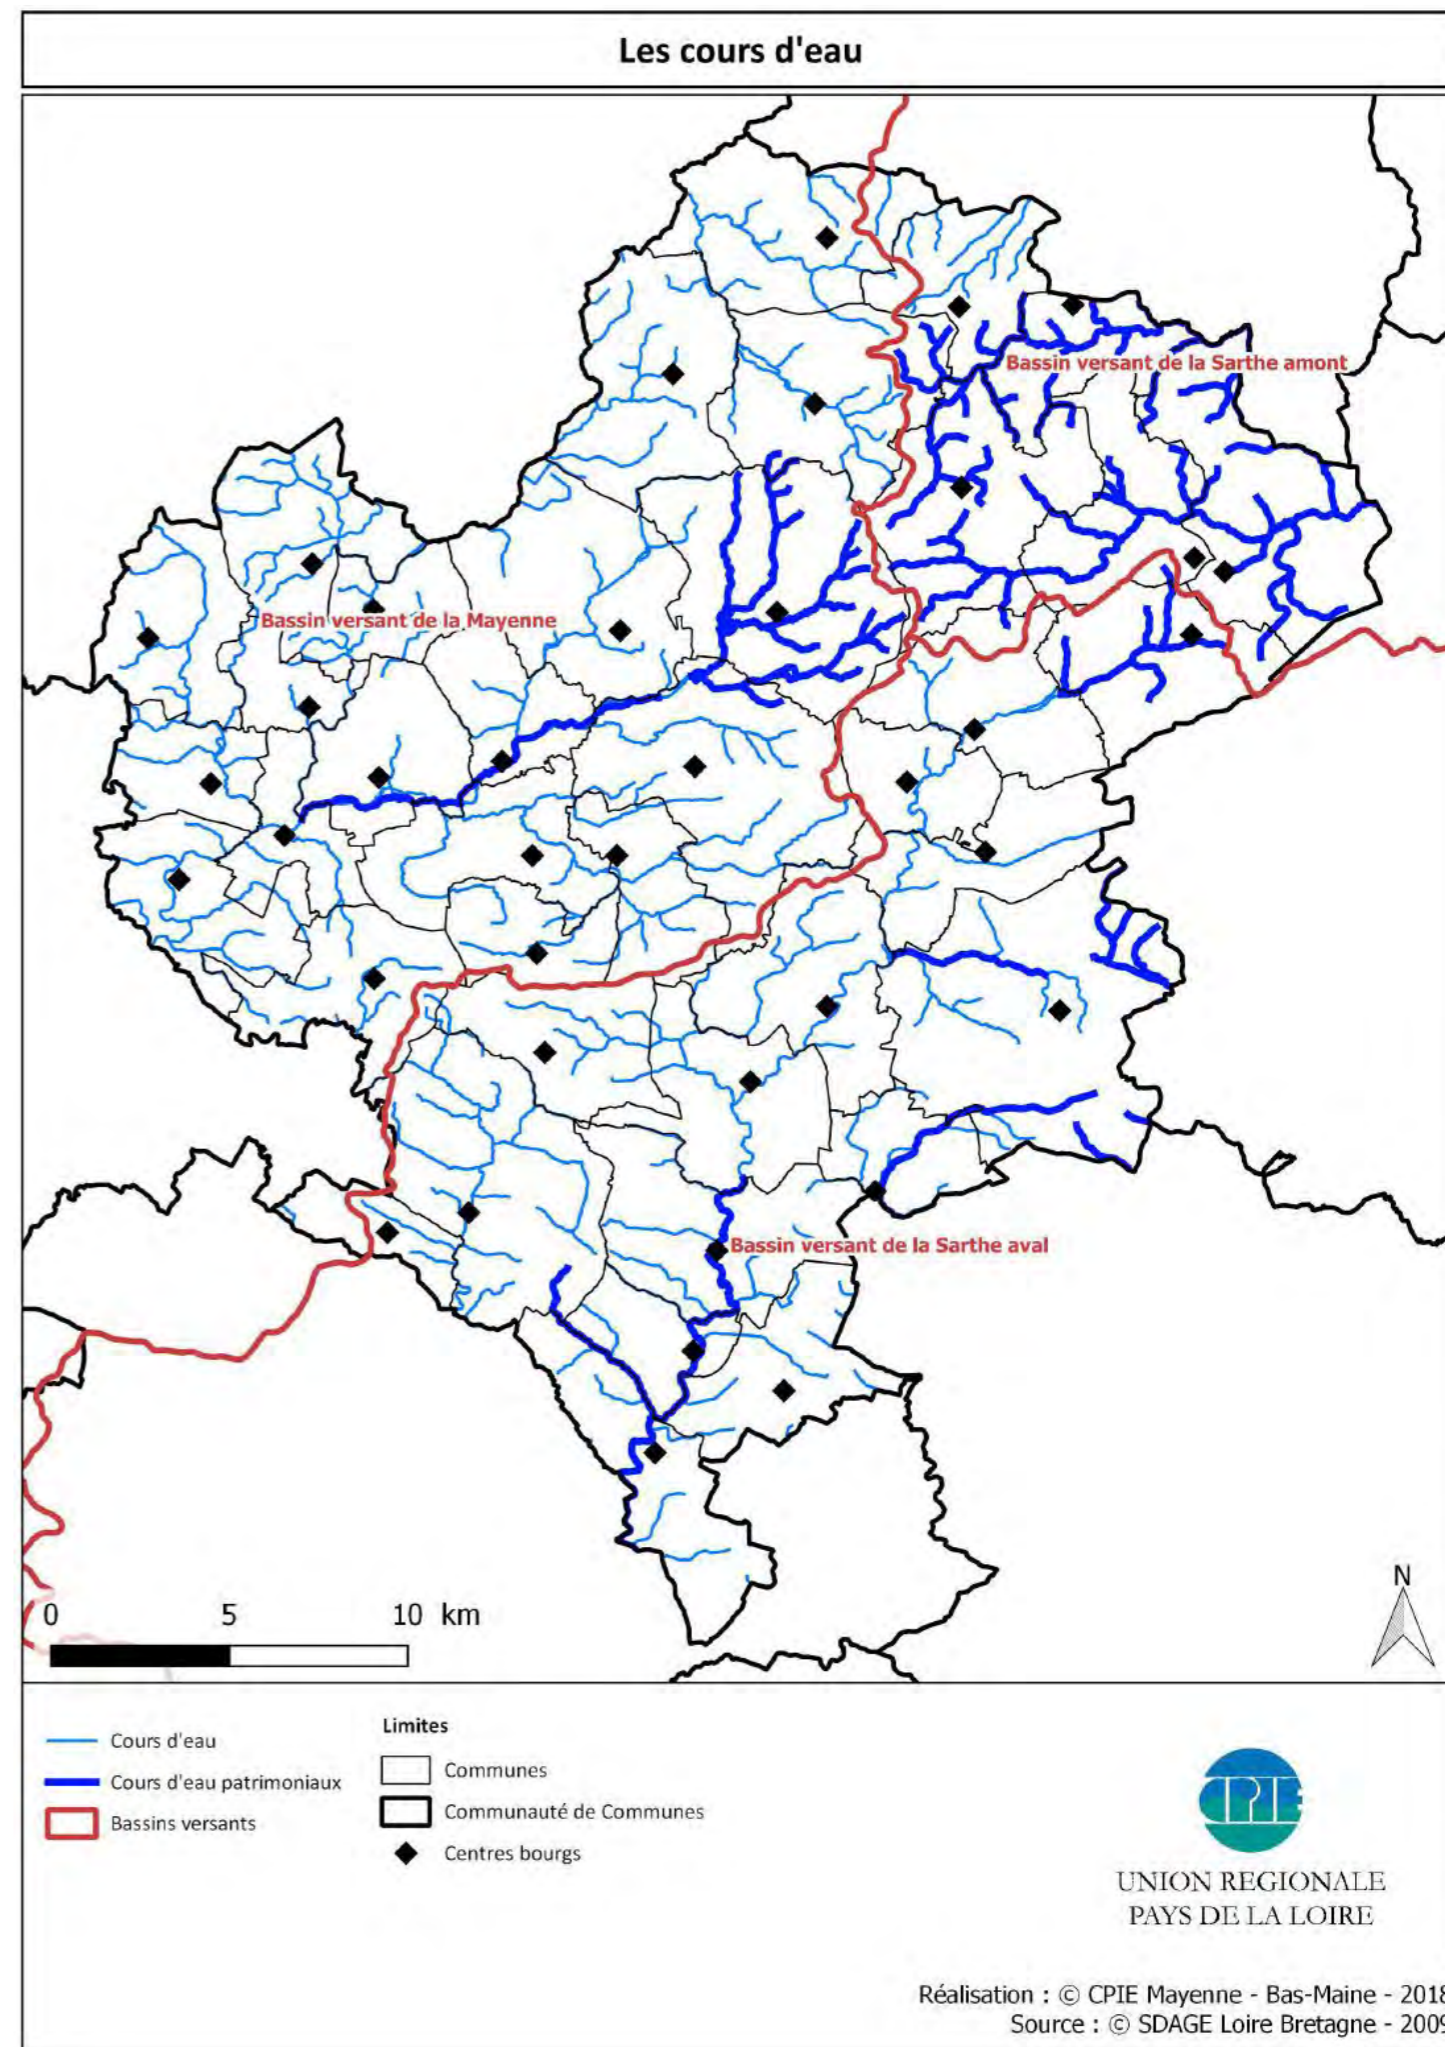 Les cours d'eau
Bassin versant de la Sarthe amont
Bassin versant de la Mayenne
Bassin versant de la Sarthe aval
0 5 10 km
N
Limites
Cours d'eau
Cours d'eau patrimoniaux
Bassins versants
Communes
Communauté de Communes
Centres bourgs
CPIE
UNION REGIONALE
PAYS DE LA LOIRE
Réalisation : © CPIE Mayenne - Bas-Maine - 2018
Source : © SDAGE Loire Bretagne - 2009